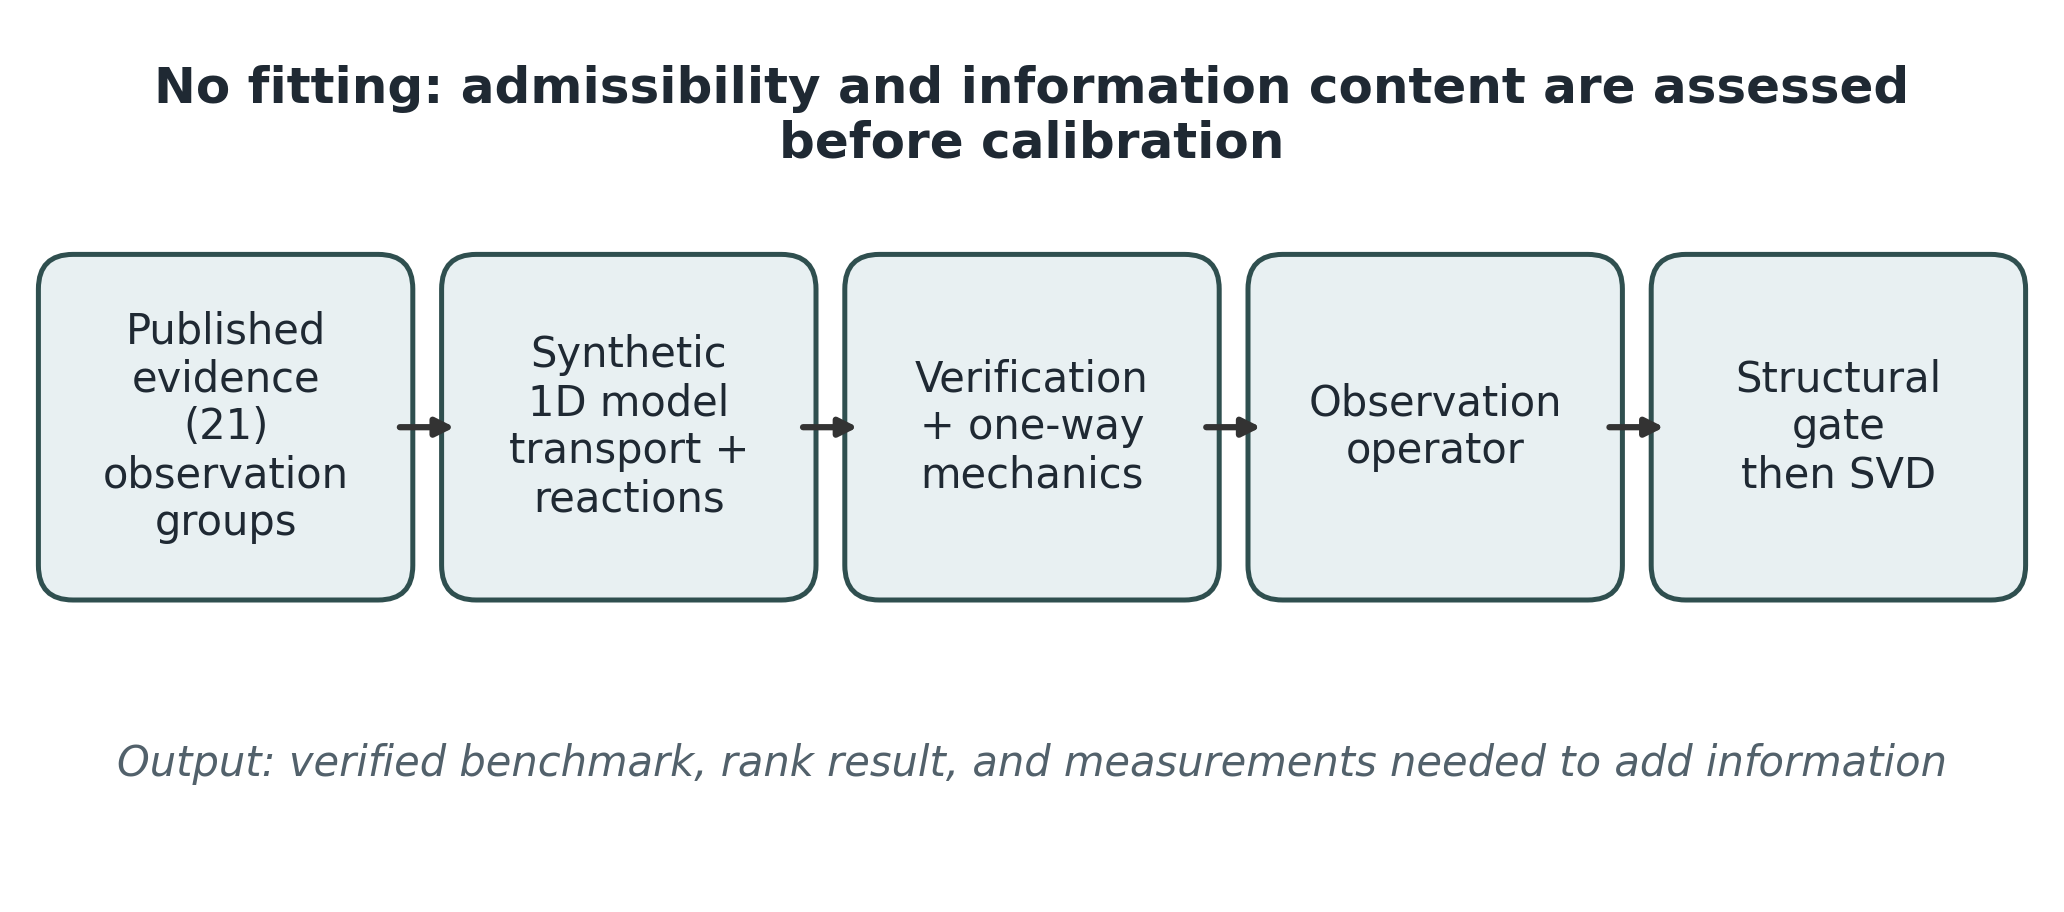 No fitting: admissibility and information content are assessed
before calibration
Published
evidence
(21)
observation
groups
Synthetic
1D model
transport +
reactions
Verification
+ one-way
mechanics
Observation
operator
Structural
gate
then SVD
Output: verified benchmark, rank result, and measurements needed to add information